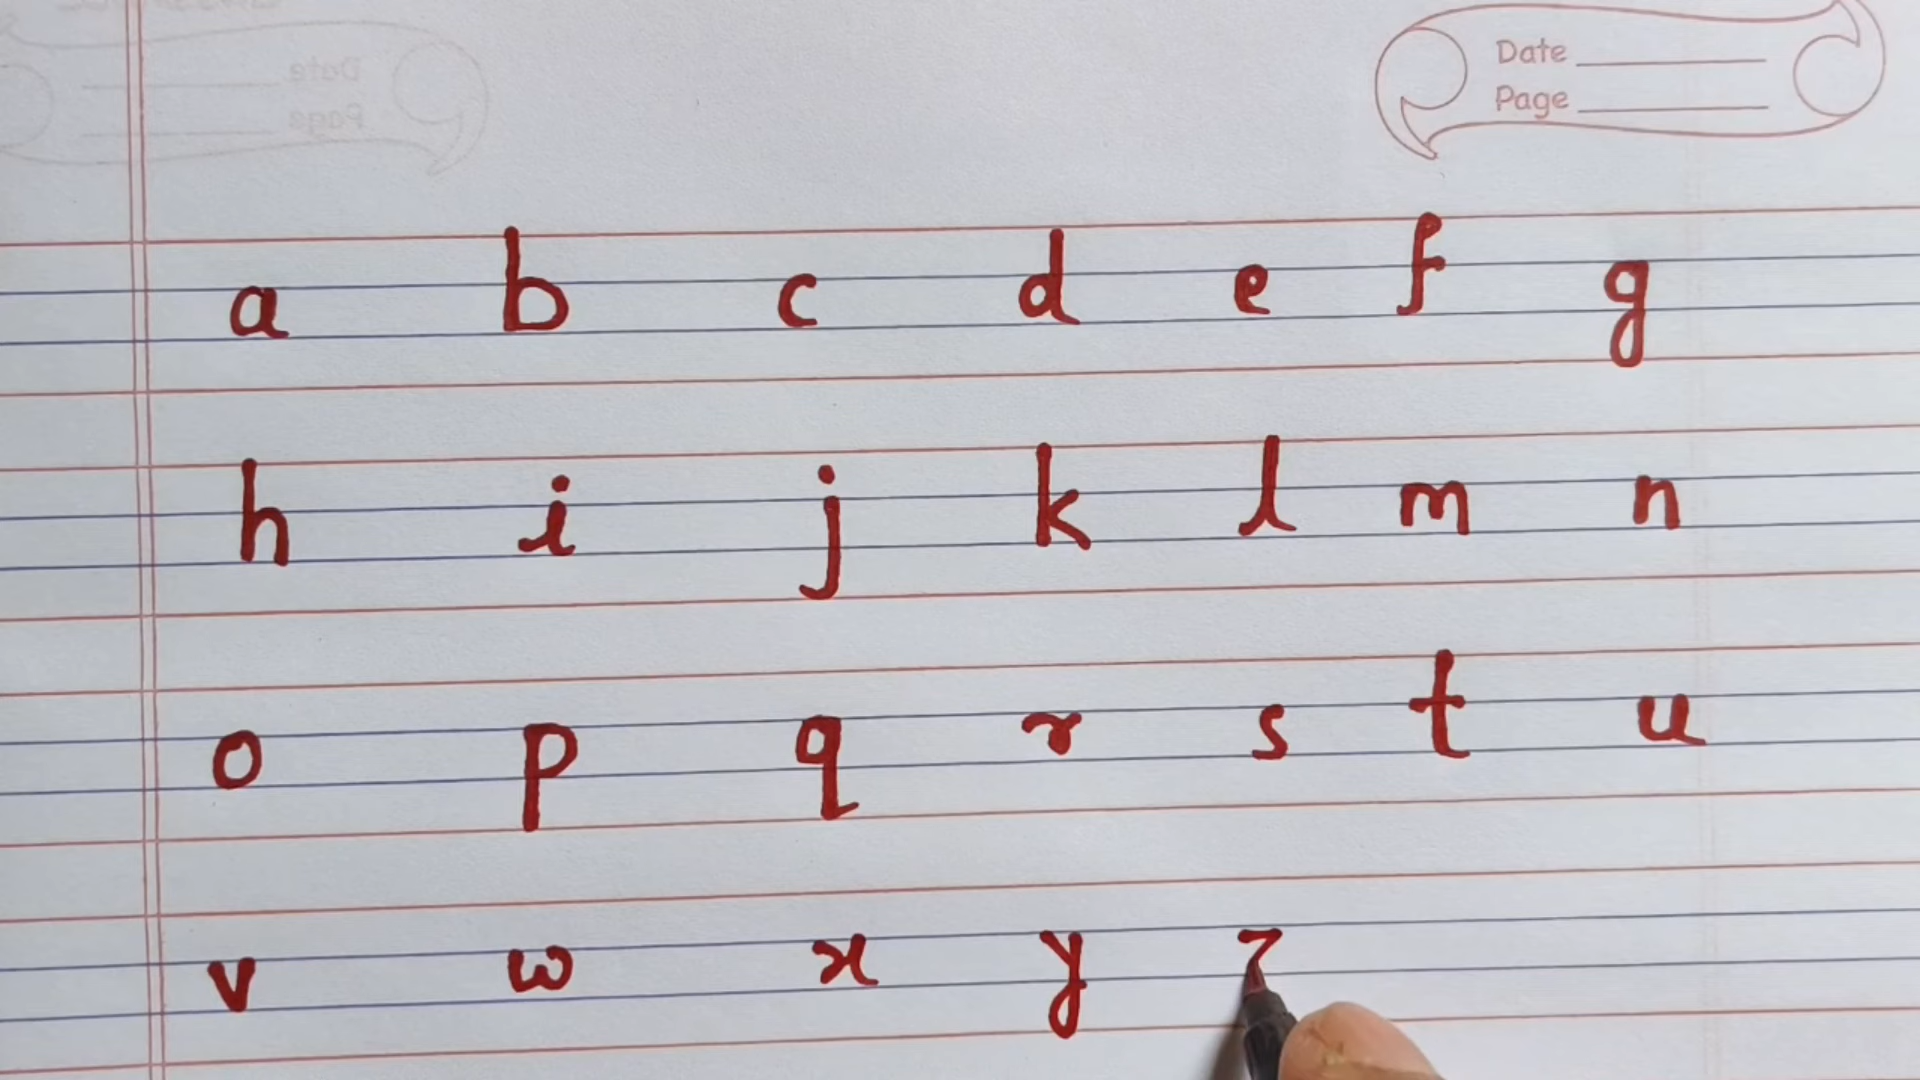 Date
Page
a b c d e f g
h i j k l m n
o p q r s t u
v w x y z